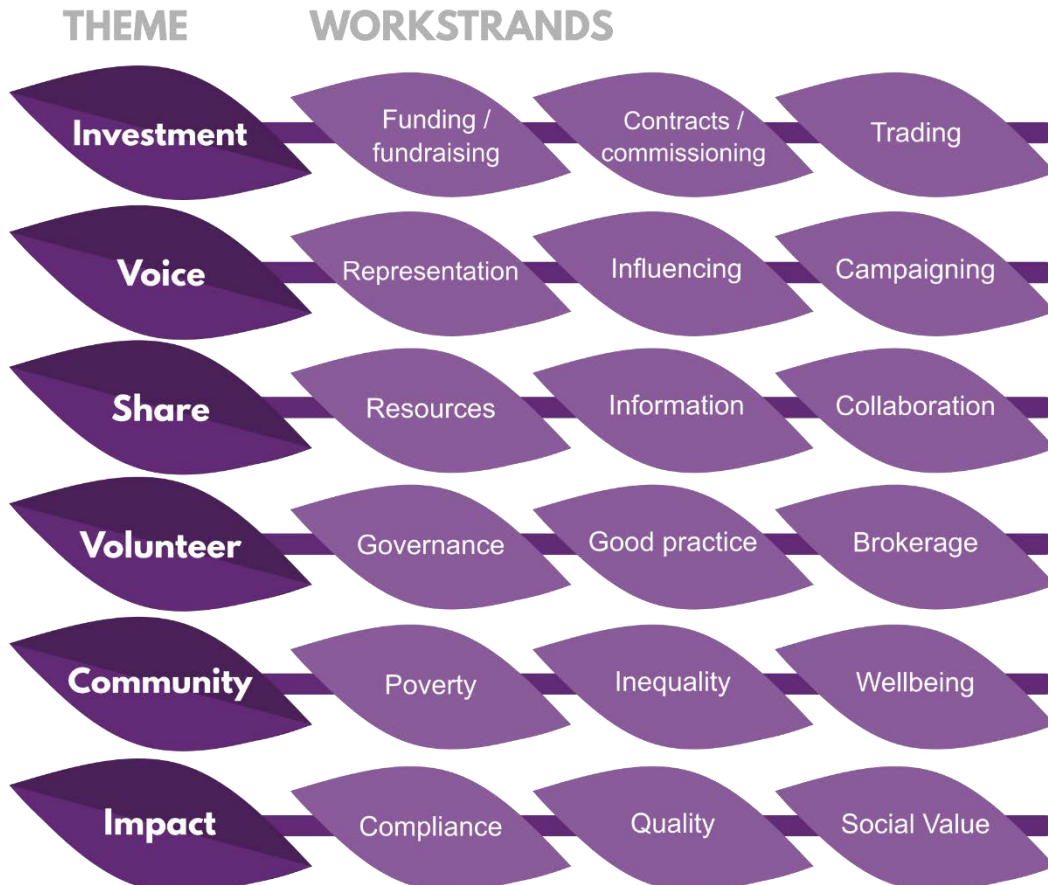 THEME WORKSTRANDS
Investment
Funding /
fundraising
Contracts /
commissioning
Trading
Voice
Representation
Influencing
Campaigning
Share
Resources
Information
Collaboration
Volunteer
Governance
Good practice
Brokerage
Community
Poverty
Inequality
Wellbeing
Impact
Compliance
Quality
Social Value